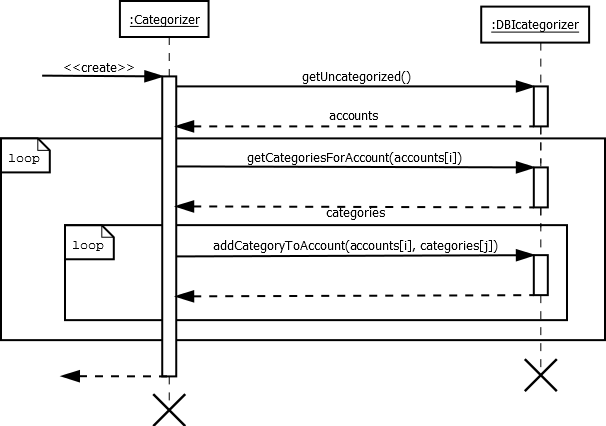 :Categorizer
:DBIcategorizer
<<create>>
getUncategorized()
accounts
loop
getCategoriesForAccount(accounts[i])
categories
loop
addCategoryToAccount(accounts[i], categories[j])